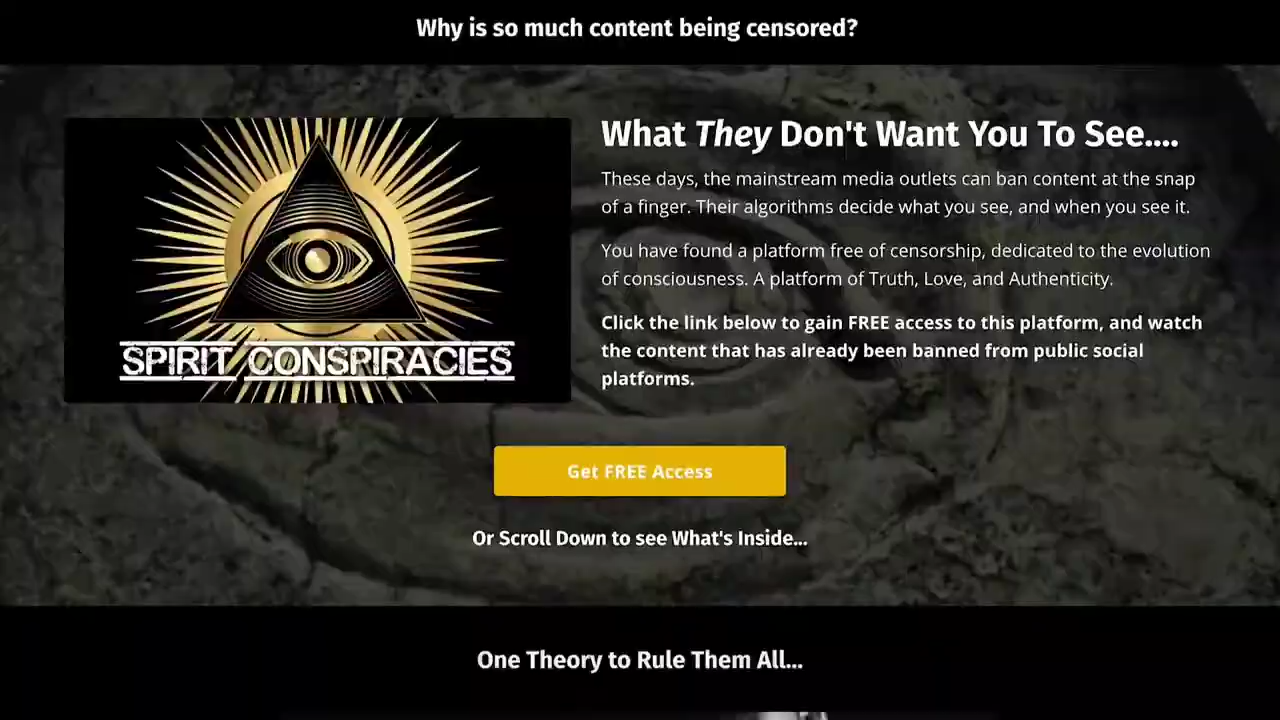 Why is so much content being censored?
What They Don't Want You To See....
These days, the mainstream media outlets can ban content at the snap
of a finger. Their algorithms decide what you see, and when you see it.
You have found a platform free of censorship, dedicated to the evolution
of consciousness. A platform of Truth, Love, and Authenticity.
Click the link below to gain FREE access to this platform, and watch
the content that has already been banned from public social
platforms.
SPIRIT CONSPIRACIES
Get FREE Access
Or Scroll Down to see What's Inside...
One Theory to Rule Them All...